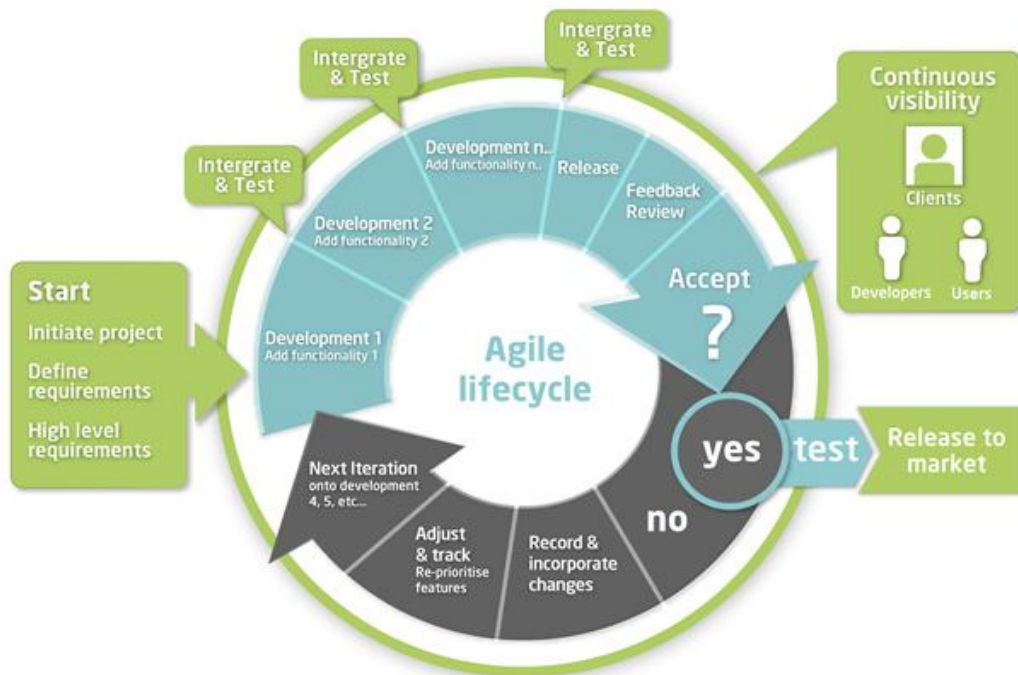 Start
Initiate project
Define
requirements
High level
requirements
Intergrate
& Test
Intergrate
& Test
Intergrate
& Test
Development 1
Add functionality 1
Development 2
Add functionality 2
Development n..
Add functionality n..
Release
Feedback
Review
Accept
?
Continuous
visibility
Clients
Developers
Users
Agile
lifecycle
yes
test
Release to
market
no
Record &
incorporate
changes
Adjust
& track
Re-prioritise
features
Next Iteration
onto development
4, 5, etc...